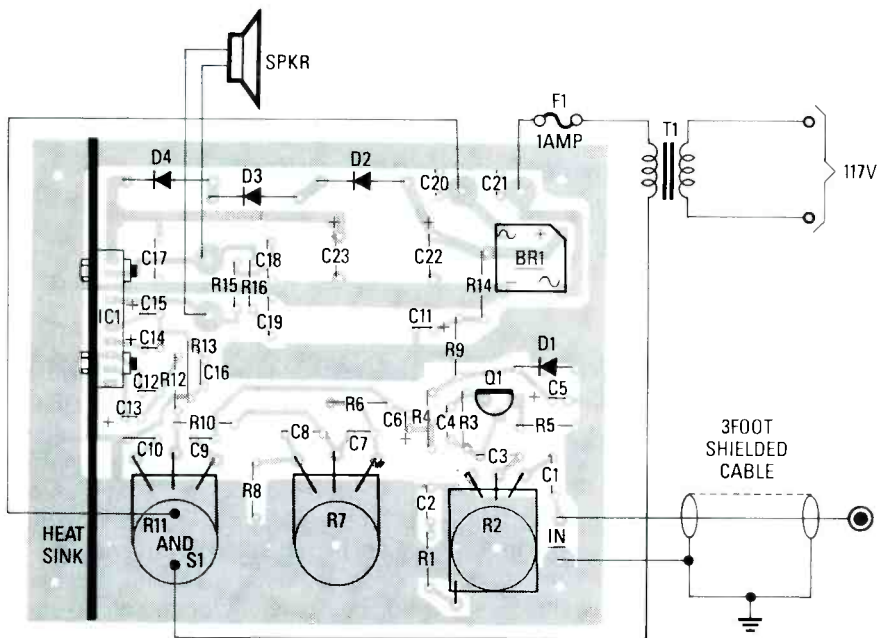 SPKR
F1
1AMP
T1
117V
D4
D3
D2
C20
C21
C17
C18
C23
C22
BR1
R15
R16
R14
C15
IC1
C19
C11
C14
R13
R9
D1
C12
R12
C16
Q1
C5
C13
R10
R6
C6
R4
C4
R3
R5
C10
C9
C8
C7
C3
C1
3FOOT
SHIELDED
CABLE
R8
C2
R11
AND
S1
R7
R2
IN
HEAT
SINK
R1